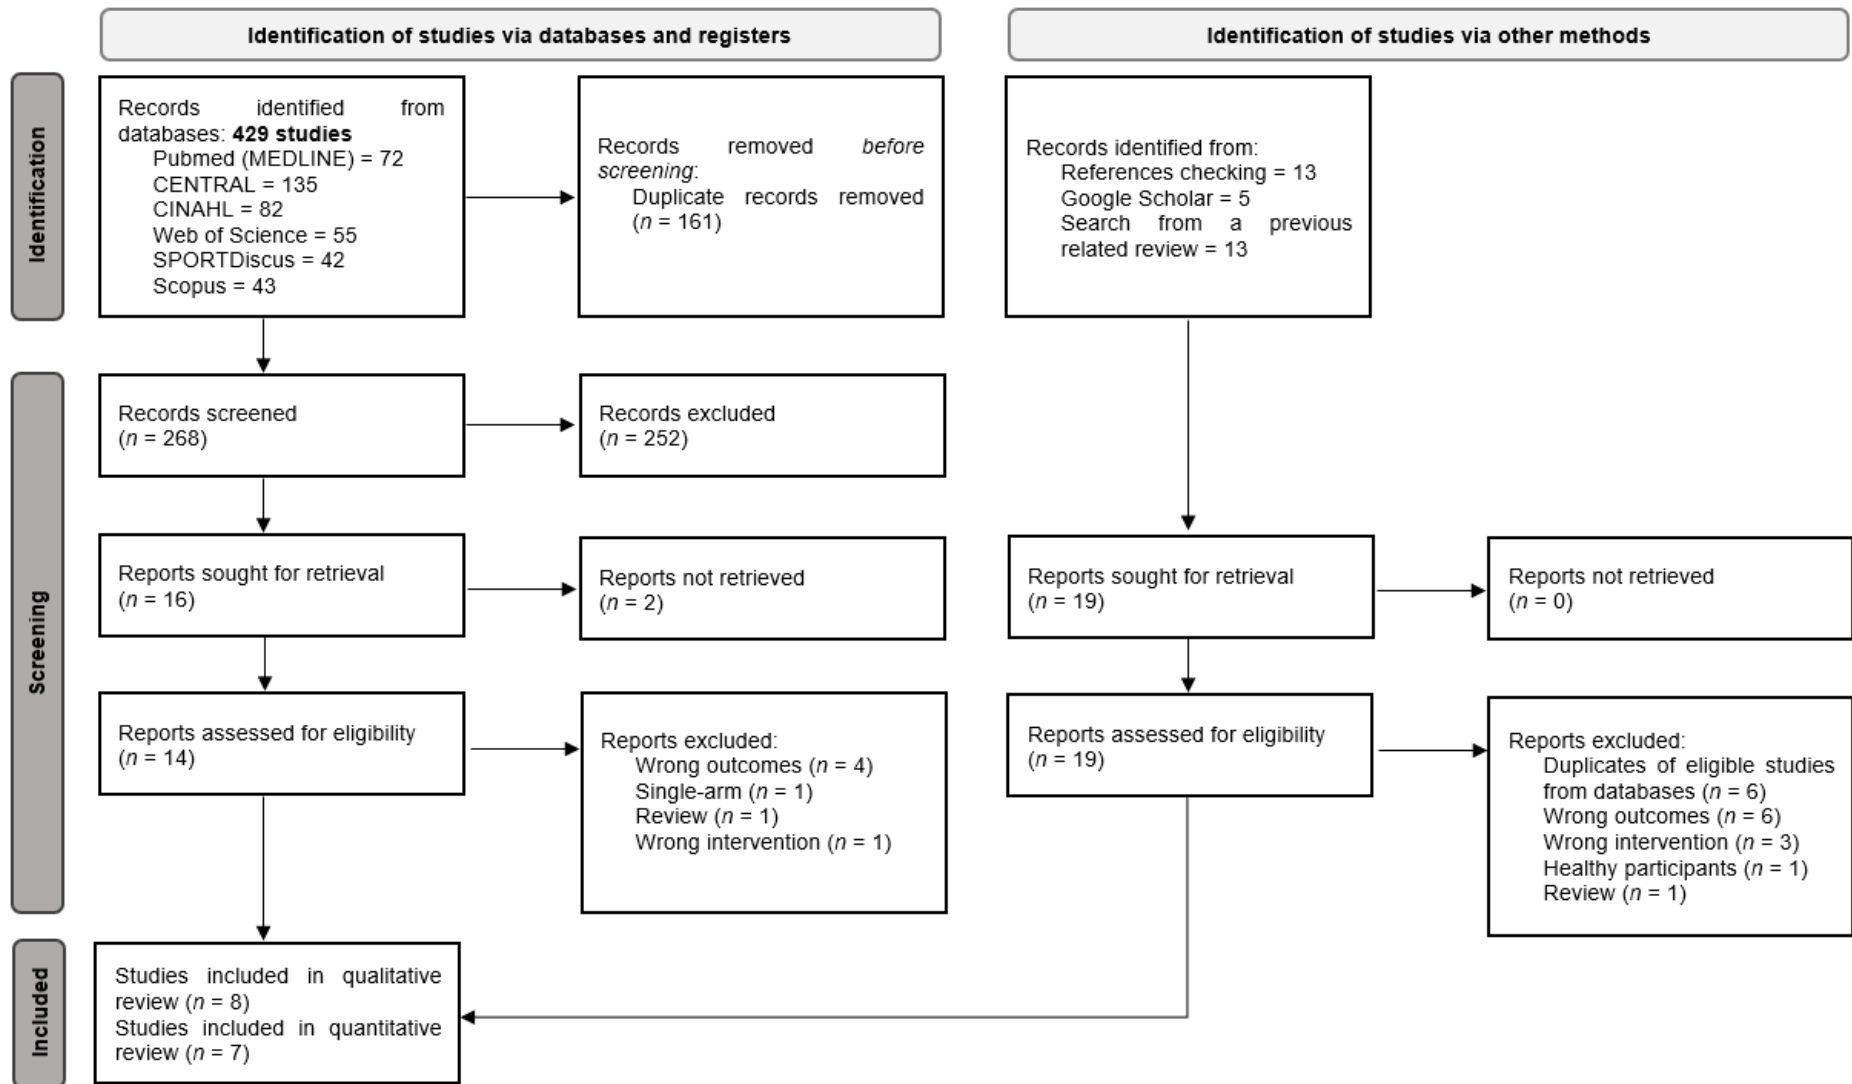 Identification of studies via databases and registers
Identification of studies via other methods
Identification
Records identified from
databases: 429 studies
Pubmed (MEDLINE) = 72
CENTRAL = 135
CINAHL = 82
Web of Science = 55
SPORTDiscus = 42
Scopus = 43
Records removed before
screening:
Duplicate records removed
(n = 161)
Records identified from:
References checking = 13
Google Scholar = 5
Search from a previous
related review = 13
Screening
Records screened
(n = 268)
Records excluded
(n = 252)
Reports sought for retrieval
(n = 16)
Reports not retrieved
(n = 2)
Reports sought for retrieval
(n = 19)
Reports not retrieved
(n = 0)
Reports assessed for eligibility
(n = 14)
Reports excluded:
Wrong outcomes (n = 4)
Single-arm (n = 1)
Review (n = 1)
Wrong intervention (n = 1)
Reports assessed for eligibility
(n = 19)
Reports excluded:
Duplicates of eligible studies
from databases (n = 6)
Wrong outcomes (n = 6)
Wrong intervention (n = 3)
Healthy participants (n = 1)
Review (n = 1)
Included
Studies included in qualitative
review (n = 8)
Studies included in quantitative
review (n = 7)